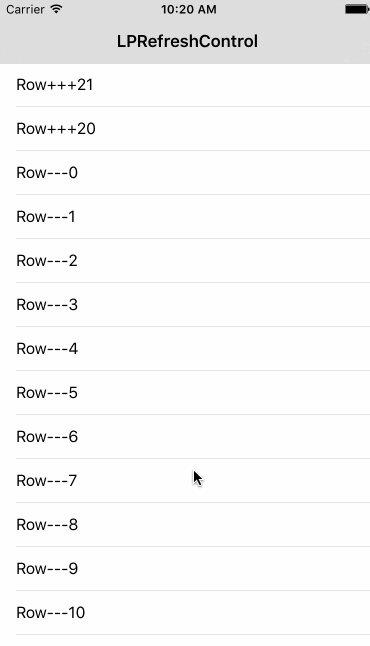 Carrier 10:20 AM
LPRefreshControl
Row+++21
Row+++20
Row---0
Row---1
Row---2
Row---3
Row---4
Row---5
Row---6
Row---7
Row---8
Row---9
Row---10